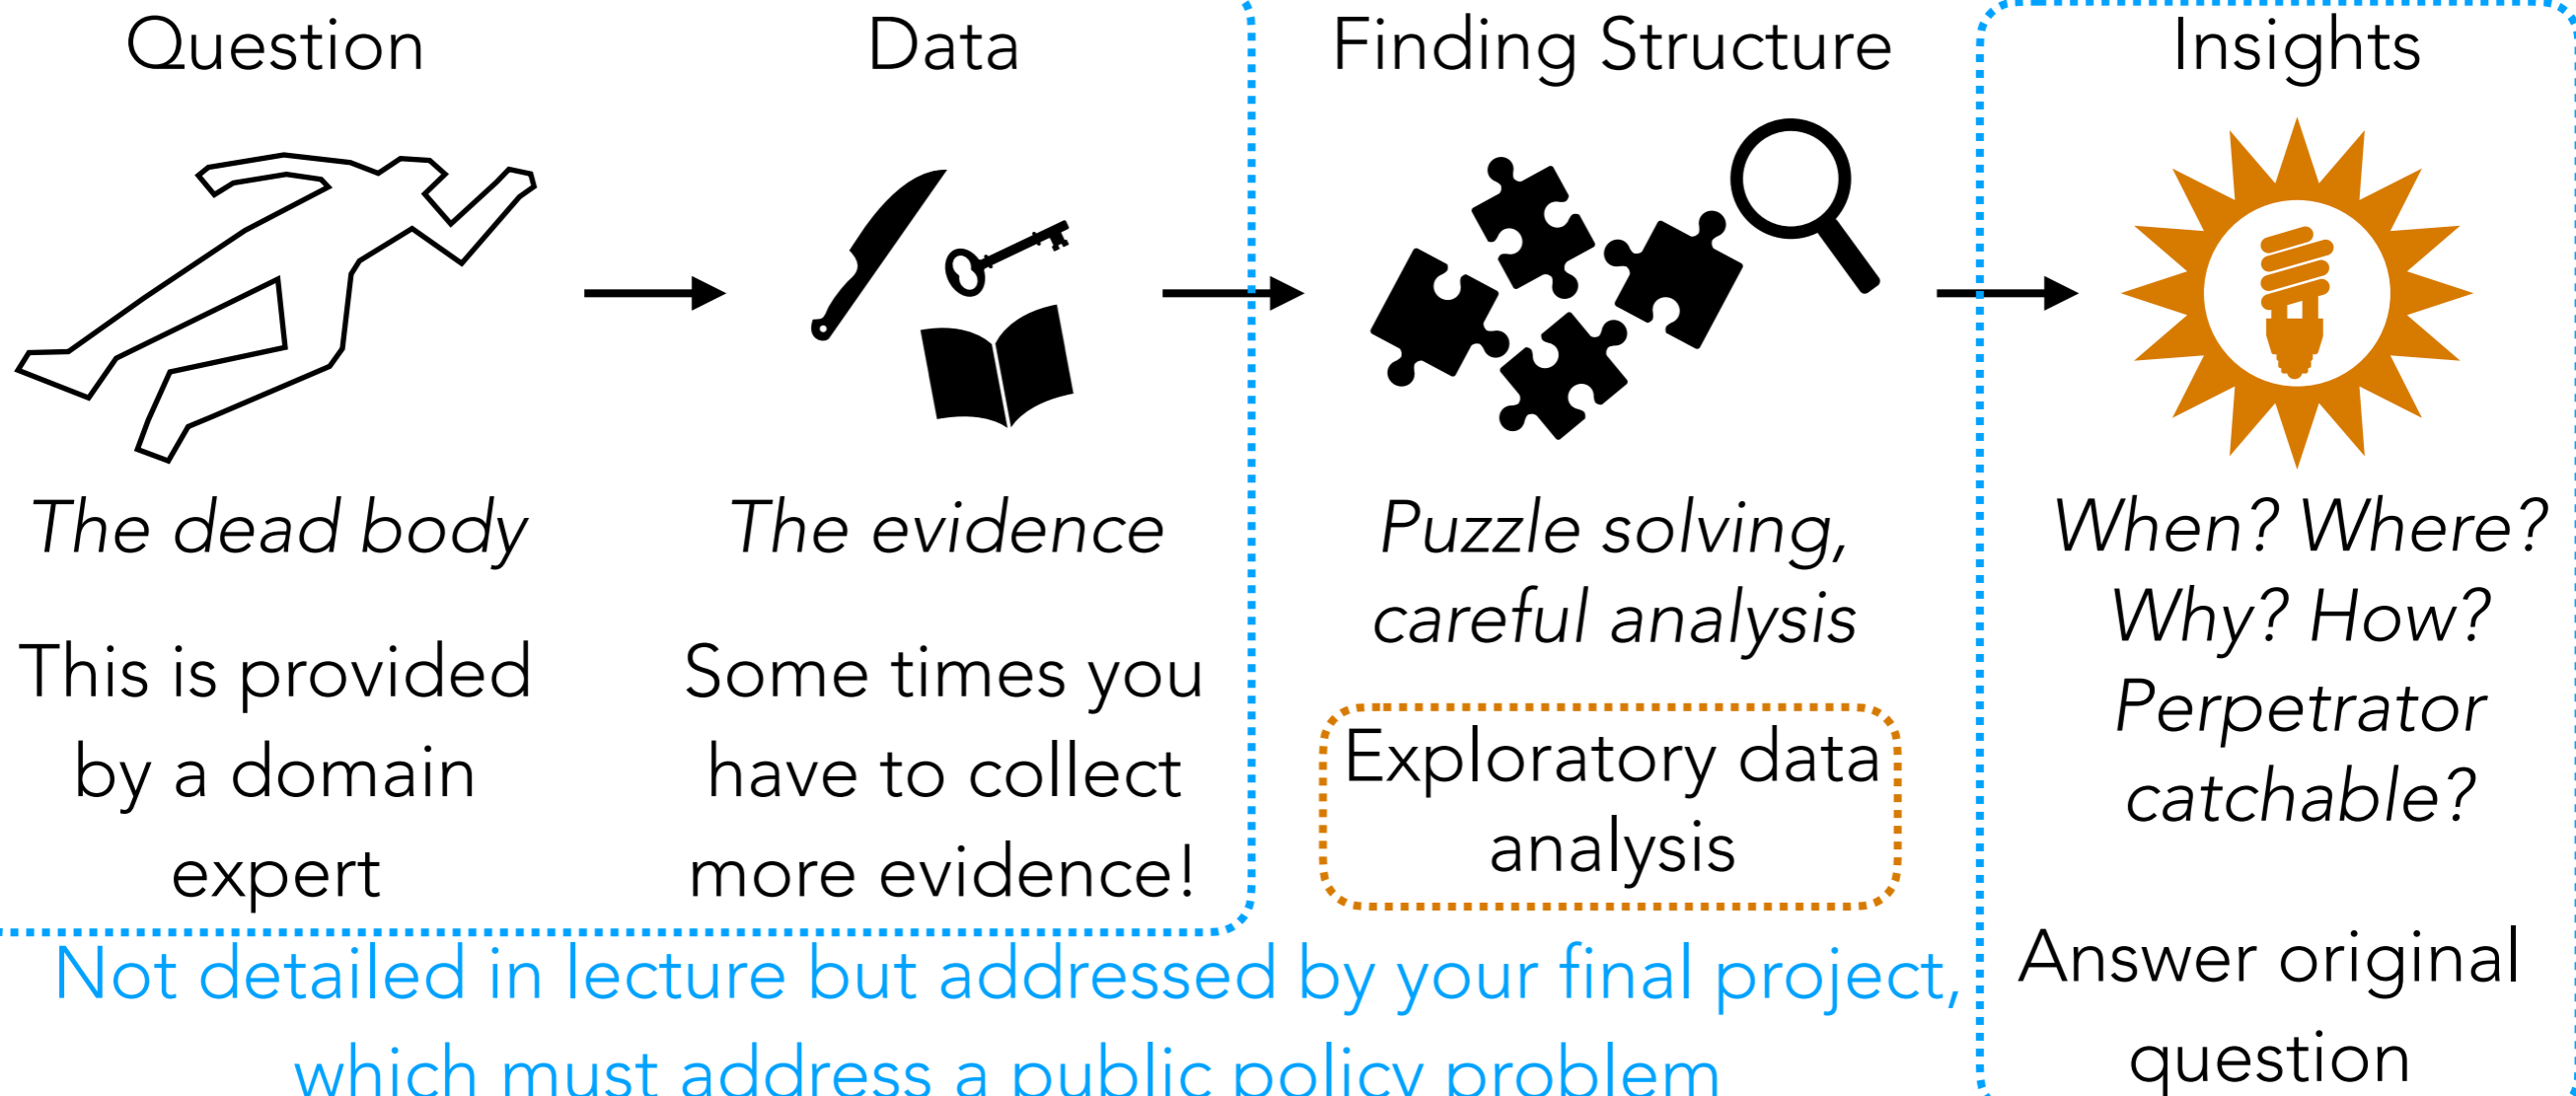 Question
The dead body
This is provided
by a domain
expert
Data
The evidence
Some times you
have to collect
more evidence!
Finding Structure
Puzzle solving,
careful analysis
Exploratory data
analysis
Insights
When? Where?
Why? How?
Perpetrator
catchable?
Answer original
question
Not detailed in lecture but addressed by your final project,
which must address a public policy problem